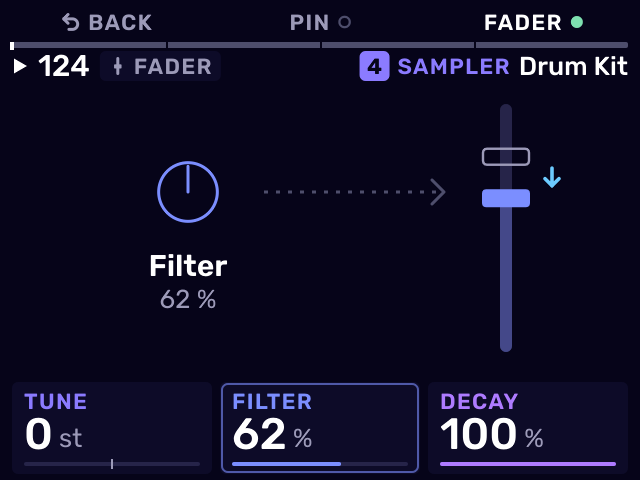 BACK PIN FADER
124 FADER 4 SAMPLER Drum Kit
Filter
62 %
TUNE FILTER DECAY
0 st 62 % 100 %